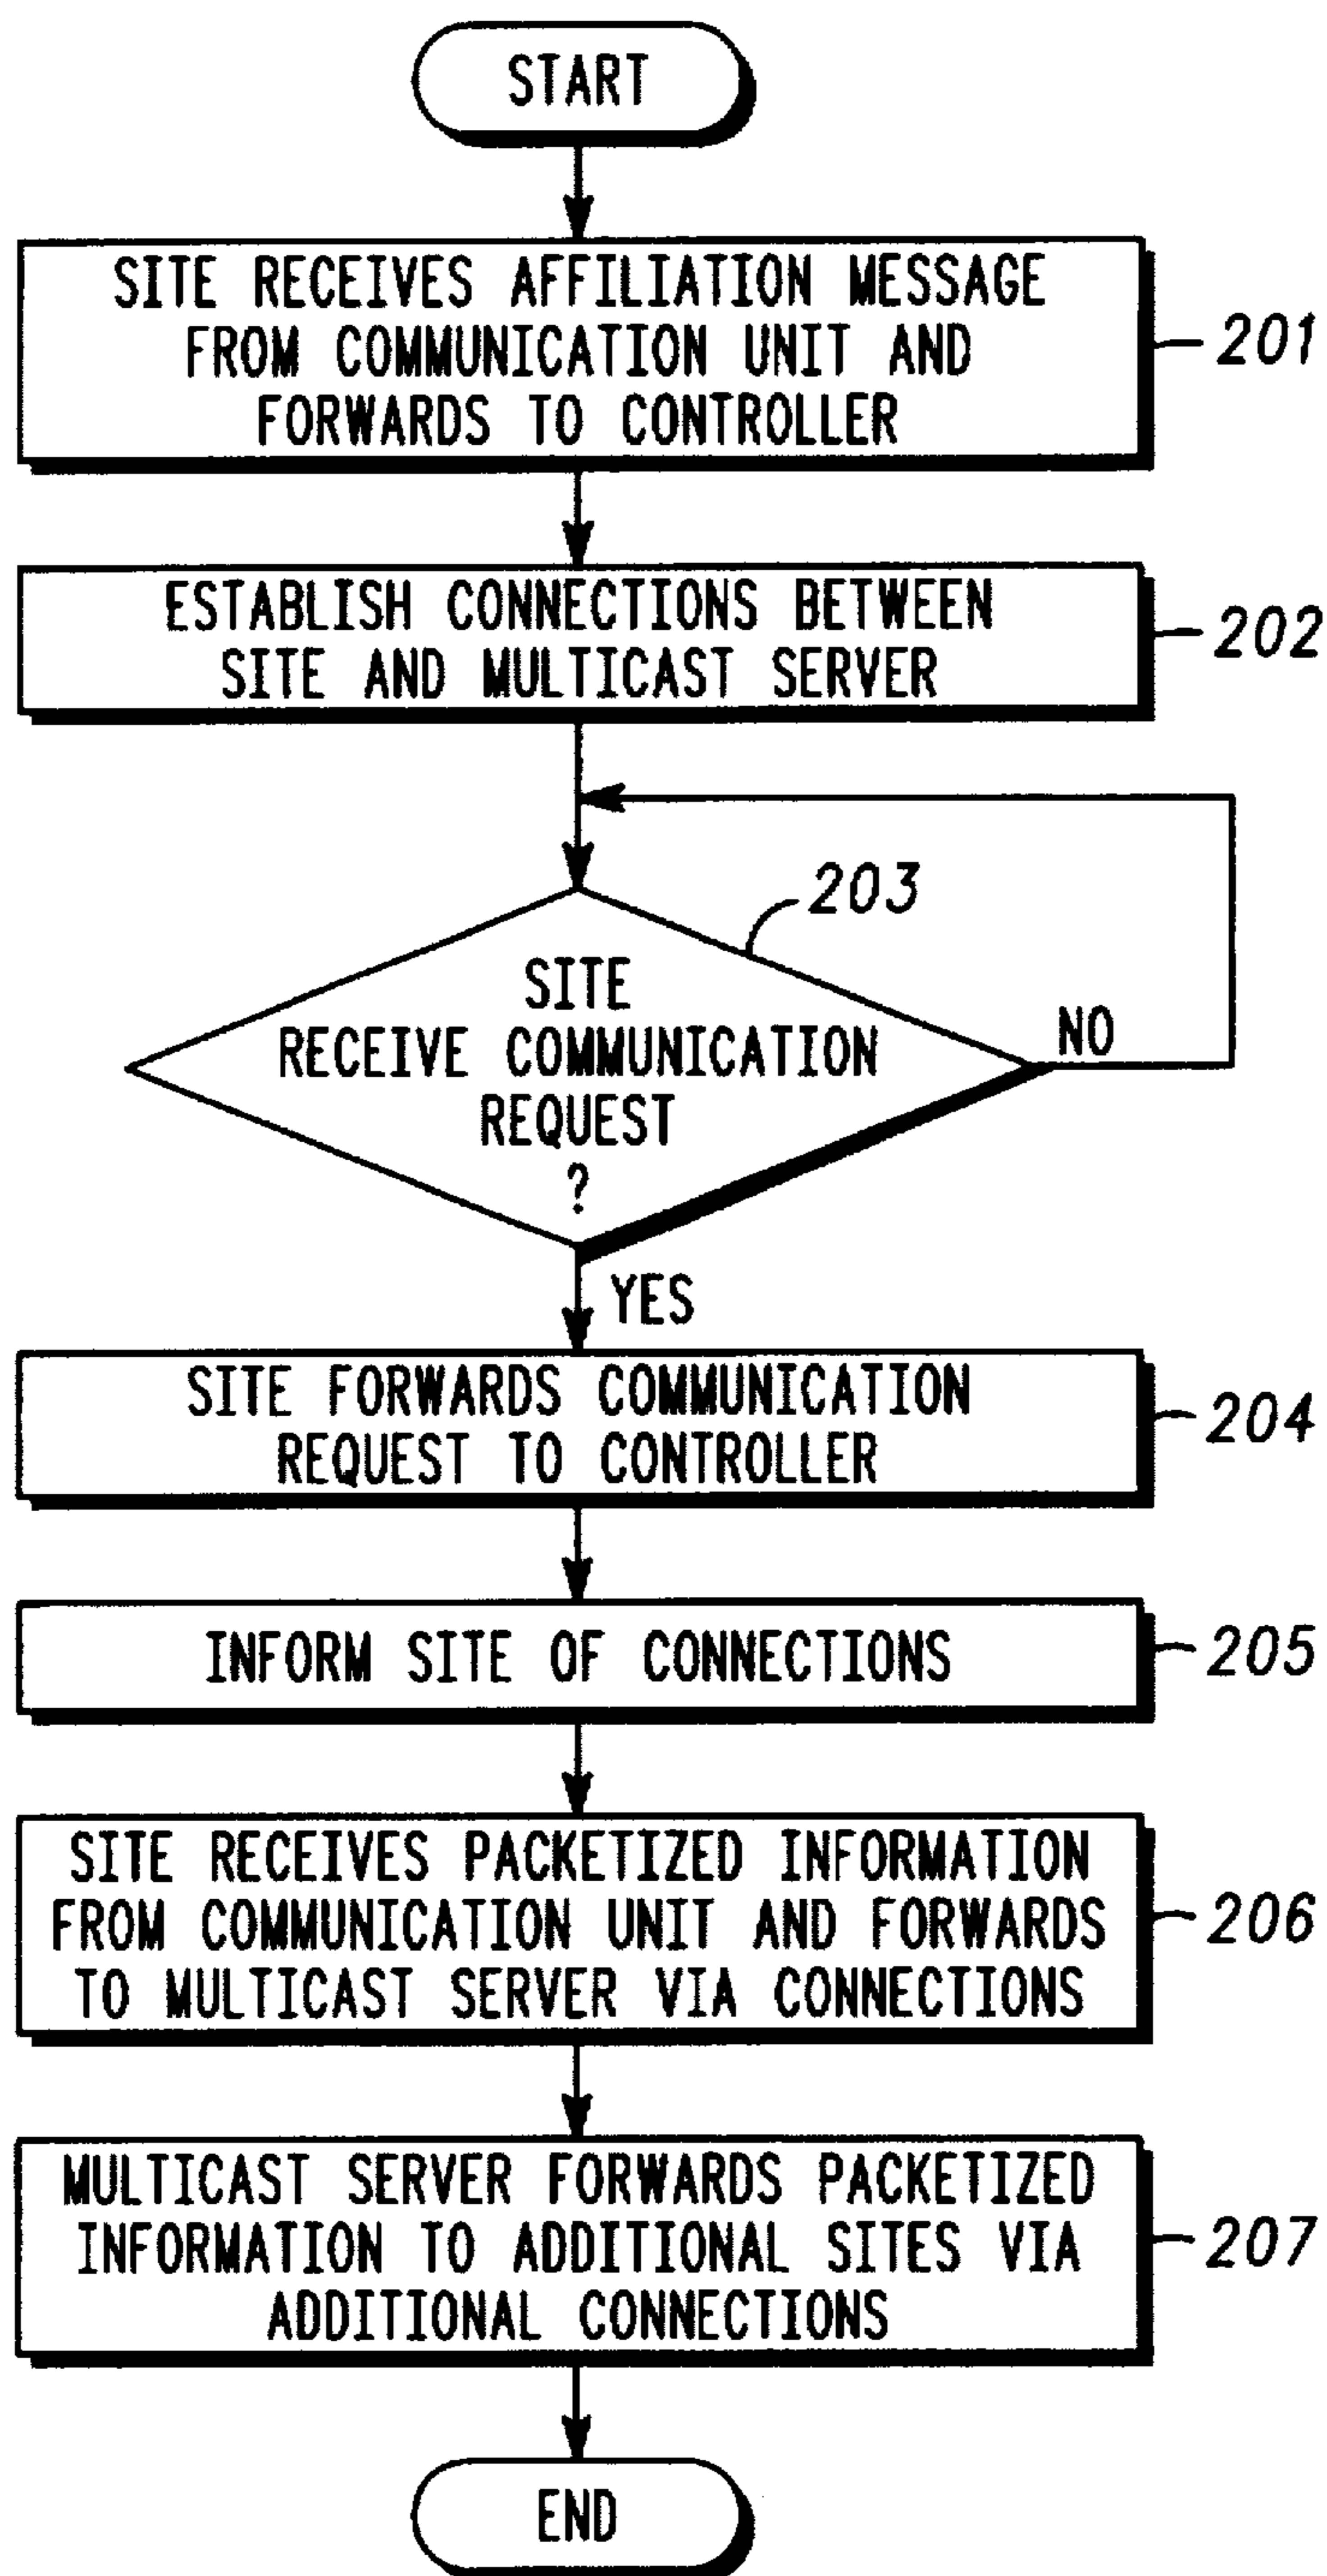 START
SITE RECEIVES AFFILIATION MESSAGE
FROM COMMUNICATION UNIT AND
FORWARDS TO CONTROLLER
201
ESTABLISH CONNECTIONS BETWEEN
SITE AND MULTICAST SERVER
202
203
SITE
RECEIVE COMMUNICATION
REQUEST
?
NO
YES
SITE FORWARDS COMMUNICATION
REQUEST TO CONTROLLER
204
INFORM SITE OF CONNECTIONS
205
SITE RECEIVES PACKETIZED INFORMATION
FROM COMMUNICATION UNIT AND FORWARDS
TO MULTICAST SERVER VIA CONNECTIONS
206
MULTICAST SERVER FORWARDS PACKETIZED
INFORMATION TO ADDITIONAL SITES VIA
ADDITIONAL CONNECTIONS
207
END